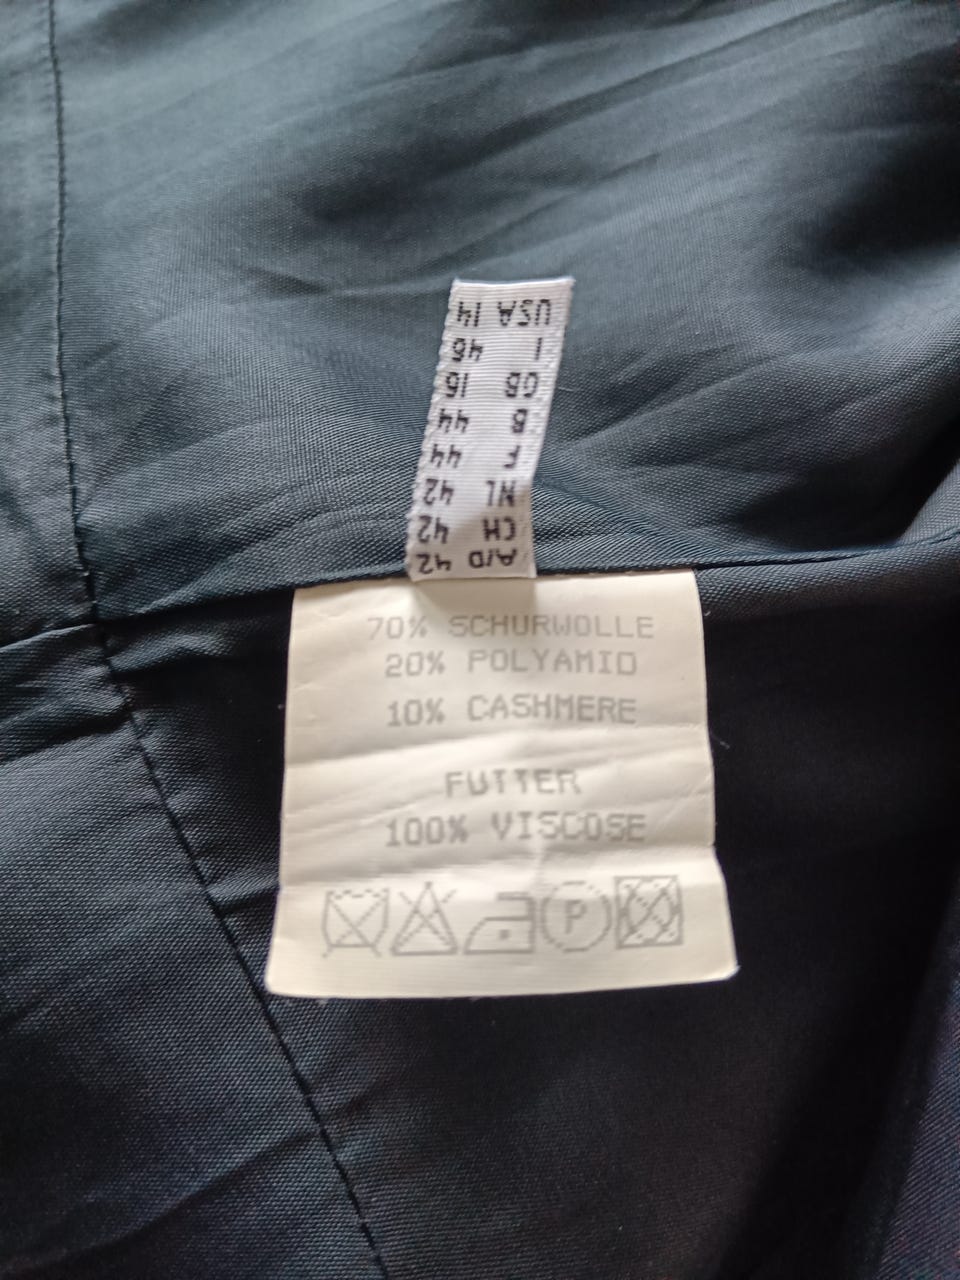 A/D 42
CH 42
NL 42
F 44
B 44
GB 16
I 46
USA 14
70% SCHURWOLLE
20% POLYAMID
10% CASHMERE
FUTTER
100% VISCOSE
P